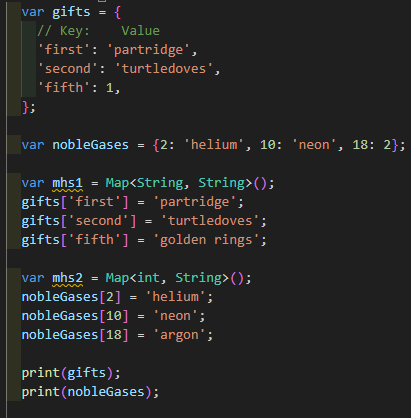 var gifts = {
// Key:    Value
'first': 'partridge',
'second': 'turtledoves',
'fifth': 1,
};
var nobleGases = {2: 'helium', 10: 'neon', 18: 2};
var mhs1 = Map<String, String>();
gifts['first'] = 'partridge';
gifts['second'] = 'turtledoves';
gifts['fifth'] = 'golden rings';
var mhs2 = Map<int, String>();
nobleGases[2] = 'helium';
nobleGases[10] = 'neon';
nobleGases[18] = 'argon';
print(gifts);
print(nobleGases);